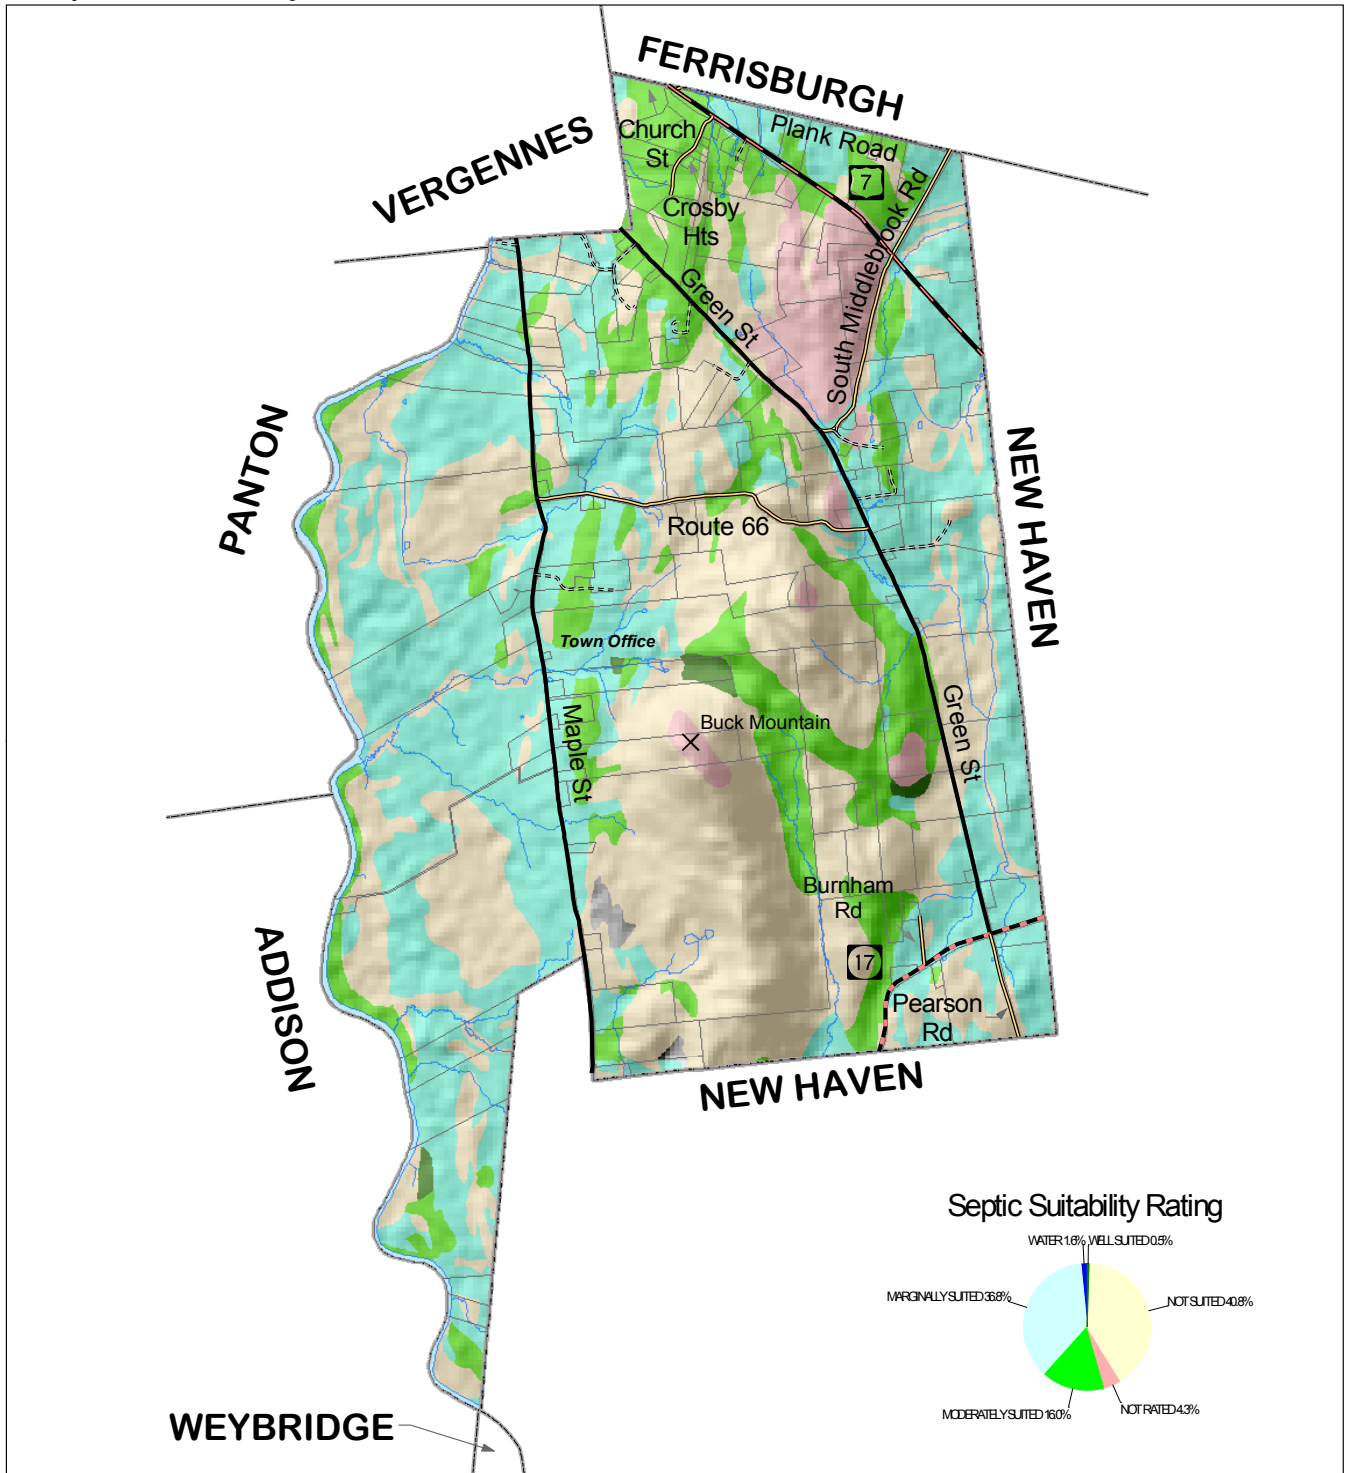 FERRISBURGH
VERGENNES
Church
St
Plank Road
7
Crosby
Hts
South Middlebrook Rd
Green St
PANTON
NEW HAVEN
Route 66
Town Office
Maple St
Buck Mountain
Green St
Burnham
Rd
17
ADDISON
Pearson
Rd
NEW HAVEN
Septic Suitability Rating
WATER 1.6%
WELL SUITED 0.5%
MARGINALLY SUITED 36.8%
NOT SUITED 40.8%
MODERATELY SUITED 16.0%
NOT RATED 4.3%
WEYBRIDGE